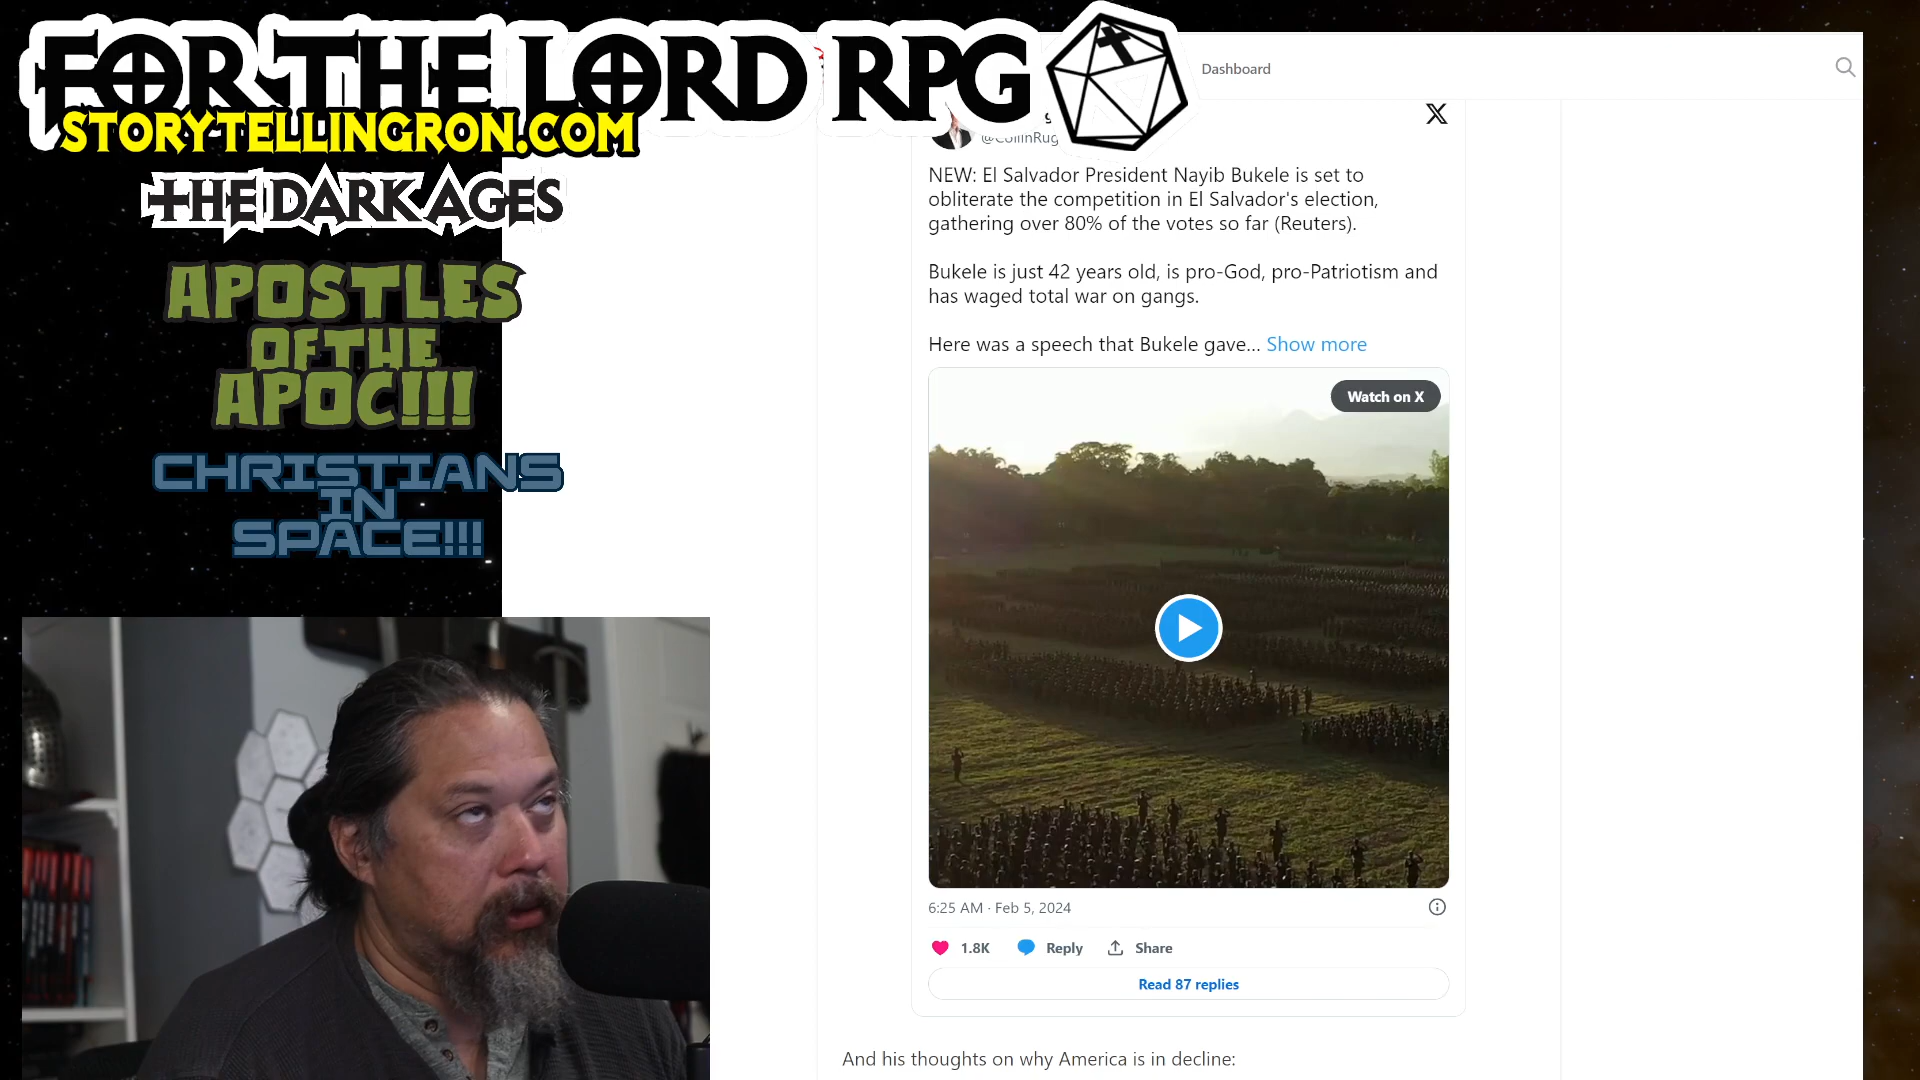 FOR THE LORD RPG
STORYTELLINGRON.COM
THE DARK AGES
APOSTLES
OF THE
APOC!!!
CHRISTIANS
IN
SPACE!!!
Dashboard
@CollinRug
NEW: El Salvador President Nayib Bukele is set to
obliterate the competition in El Salvador's election,
gathering over 80% of the votes so far (Reuters).
Bukele is just 42 years old, is pro-God, pro-Patriotism and
has waged total war on gangs.
Here was a speech that Bukele gave... Show more
Watch on X
6:25 AM · Feb 5, 2024
1.8K Reply Share
Read 87 replies
And his thoughts on why America is in decline: